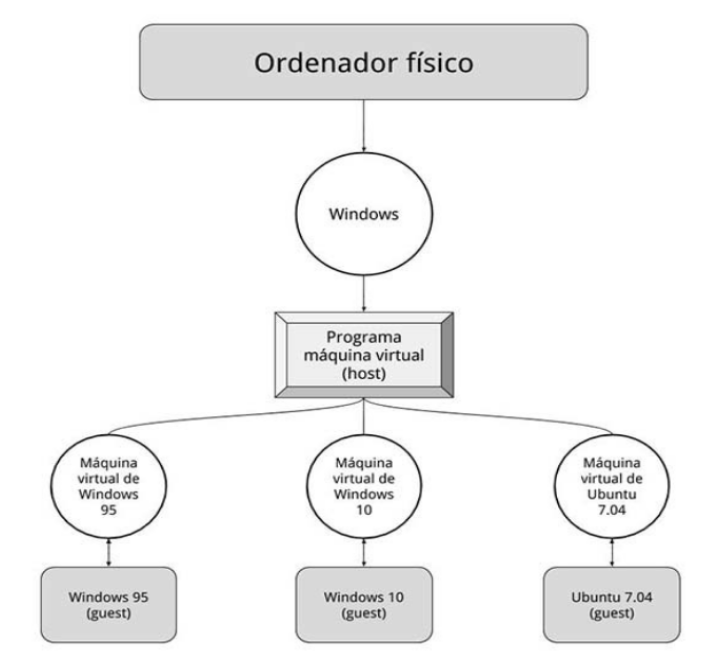 Ordenador físico
Windows
Programa
máquina virtual
(host)
Máquina
virtual de
Windows
95
Máquina
virtual de
Windows
10
Máquina
virtual de
Ubuntu
7.04
Windows 95
(guest)
Windows 10
(guest)
Ubuntu 7.04
(guest)